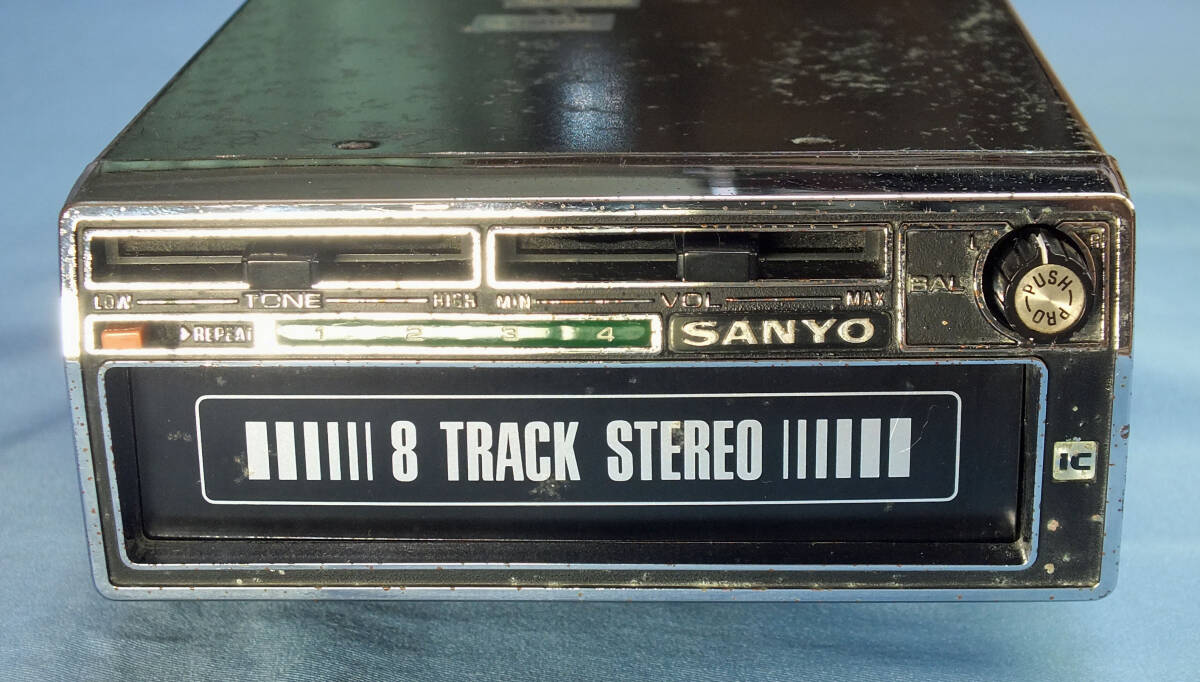 LOW TONE HIGH MIN VOL MAX
BAL L R
PUSH PRO
REPEAT 1 2 3 4 SANYO
8 TRACK STEREO
ic